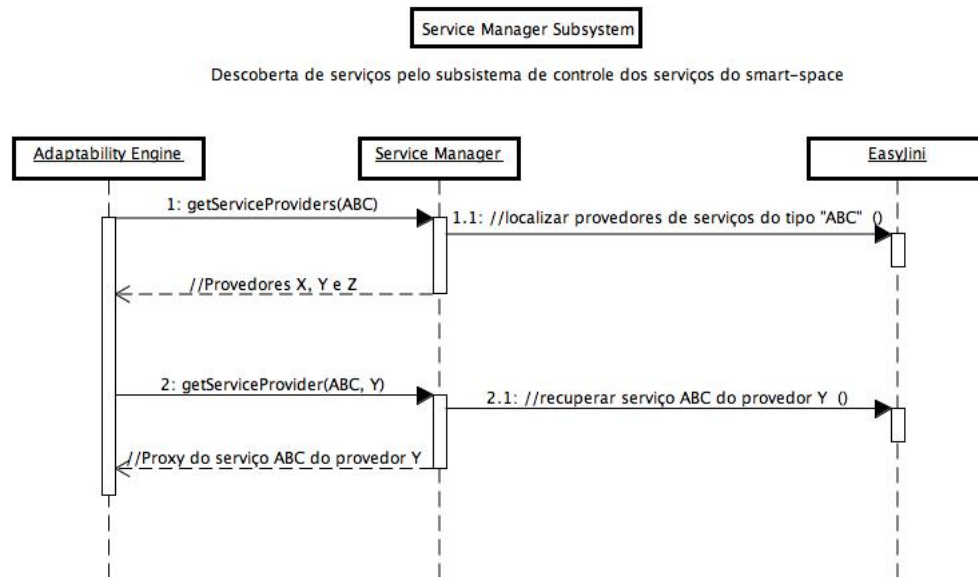 Service Manager Subsystem
Descoberta de serviços pelo subsistema de controle dos serviços do smart-space
Adaptability Engine
Service Manager
EasyJini
1: getServiceProviders(ABC)
1.1: //localizar provedores de serviços do tipo "ABC" ()
//Provedores X, Y e Z
2: getServiceProvider(ABC, Y)
2.1: //recuperar serviço ABC do provedor Y ()
//Proxy do serviço ABC do provedor Y